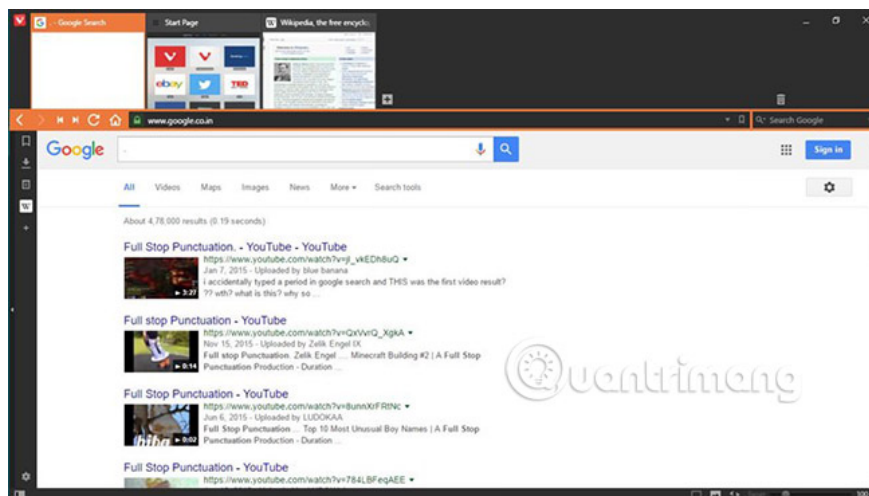 . - Google Search
Start Page
Wikipedia, the free encyclo
ebay
TED
www.google.co.in
Search Google
Google
.
Sign in
All Videos Maps Images News More Search tools
About 4,78,000 results (0.19 seconds)
Full Stop Punctuation. - YouTube - YouTube
https://www.youtube.com/watch?v=jl_vkEDh8uQ
3:27
Jan 7, 2015 - Uploaded by blue banana
i accidentally typed a period in google search and THIS was the first video result?
?? wth? what is this? why so ...
Full stop Punctuation - YouTube
https://www.youtube.com/watch?v=QxVvrQ_XgkA
0:14
Nov 15, 2015 - Uploaded by Zelik Engel IX
Full stop Punctuation. Zelik Engel .... Minecraft Building #2 | A Full Stop
Punctuation Production - Duration ...
Quantrimang
Full Stop Punctuation - YouTube
https://www.youtube.com/watch?v=8unnXrFRtNc
hiba
0:02
Jun 6, 2015 - Uploaded by LUDOKAA
Full Stop Punctuation ... Top 10 Most Unusual Boy Names | A Full Stop
Punctuation Production - Duration ...
Full Stop Punctuation - YouTube
https://www.youtube.com/watch?v=784LBFeqAEE
100